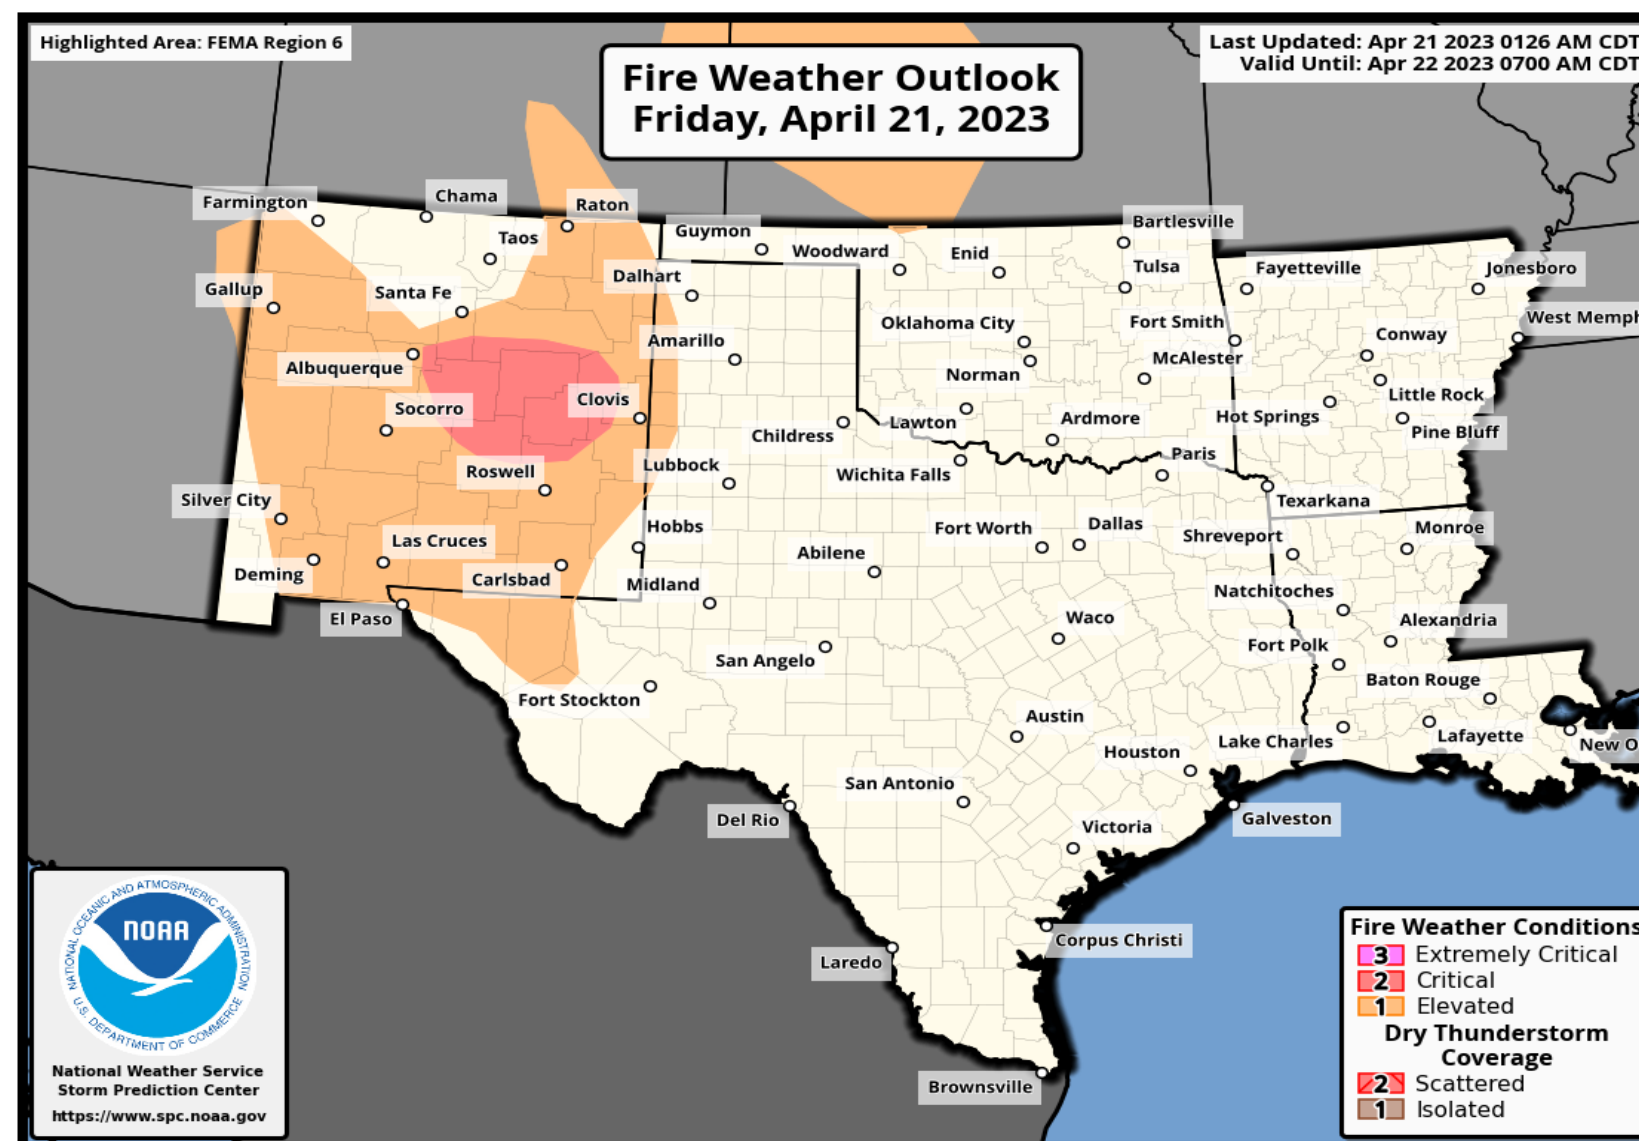 Highlighted Area: FEMA Region 6
Last Updated: Apr 21 2023 0126 AM CDT
Valid Until: Apr 22 2023 0700 AM CDT
Fire Weather Outlook
Friday, April 21, 2023
Farmington
Chama
Raton
Taos
Guymon
Woodward
Enid
Bartlesville
Tulsa
Fayetteville
Jonesboro
Gallup
Santa Fe
Dalhart
Oklahoma City
Fort Smith
West Memph
Albuquerque
Amarillo
Norman
McAlester
Conway
Little Rock
Socorro
Clovis
Childress
Lawton
Ardmore
Hot Springs
Pine Bluff
Roswell
Lubbock
Wichita Falls
Paris
Texarkana
Silver City
Las Cruces
Hobbs
Abilene
Fort Worth
Dallas
Shreveport
Monroe
Deming
Carlsbad
Midland
Natchitoches
El Paso
Waco
Alexandria
San Angelo
Fort Polk
Baton Rouge
Fort Stockton
Austin
Houston
Lake Charles
Lafayette
New O
San Antonio
Del Rio
Victoria
Galveston
Corpus Christi
Laredo
Brownsville
NATIONAL OCEANIC AND ATMOSPHERIC ADMINISTRATION
NOAA
U.S. DEPARTMENT OF COMMERCE
National Weather Service
Storm Prediction Center
https://www.spc.noaa.gov
Fire Weather Conditions
3 Extremely Critical
2 Critical
1 Elevated
Dry Thunderstorm
Coverage
2 Scattered
1 Isolated